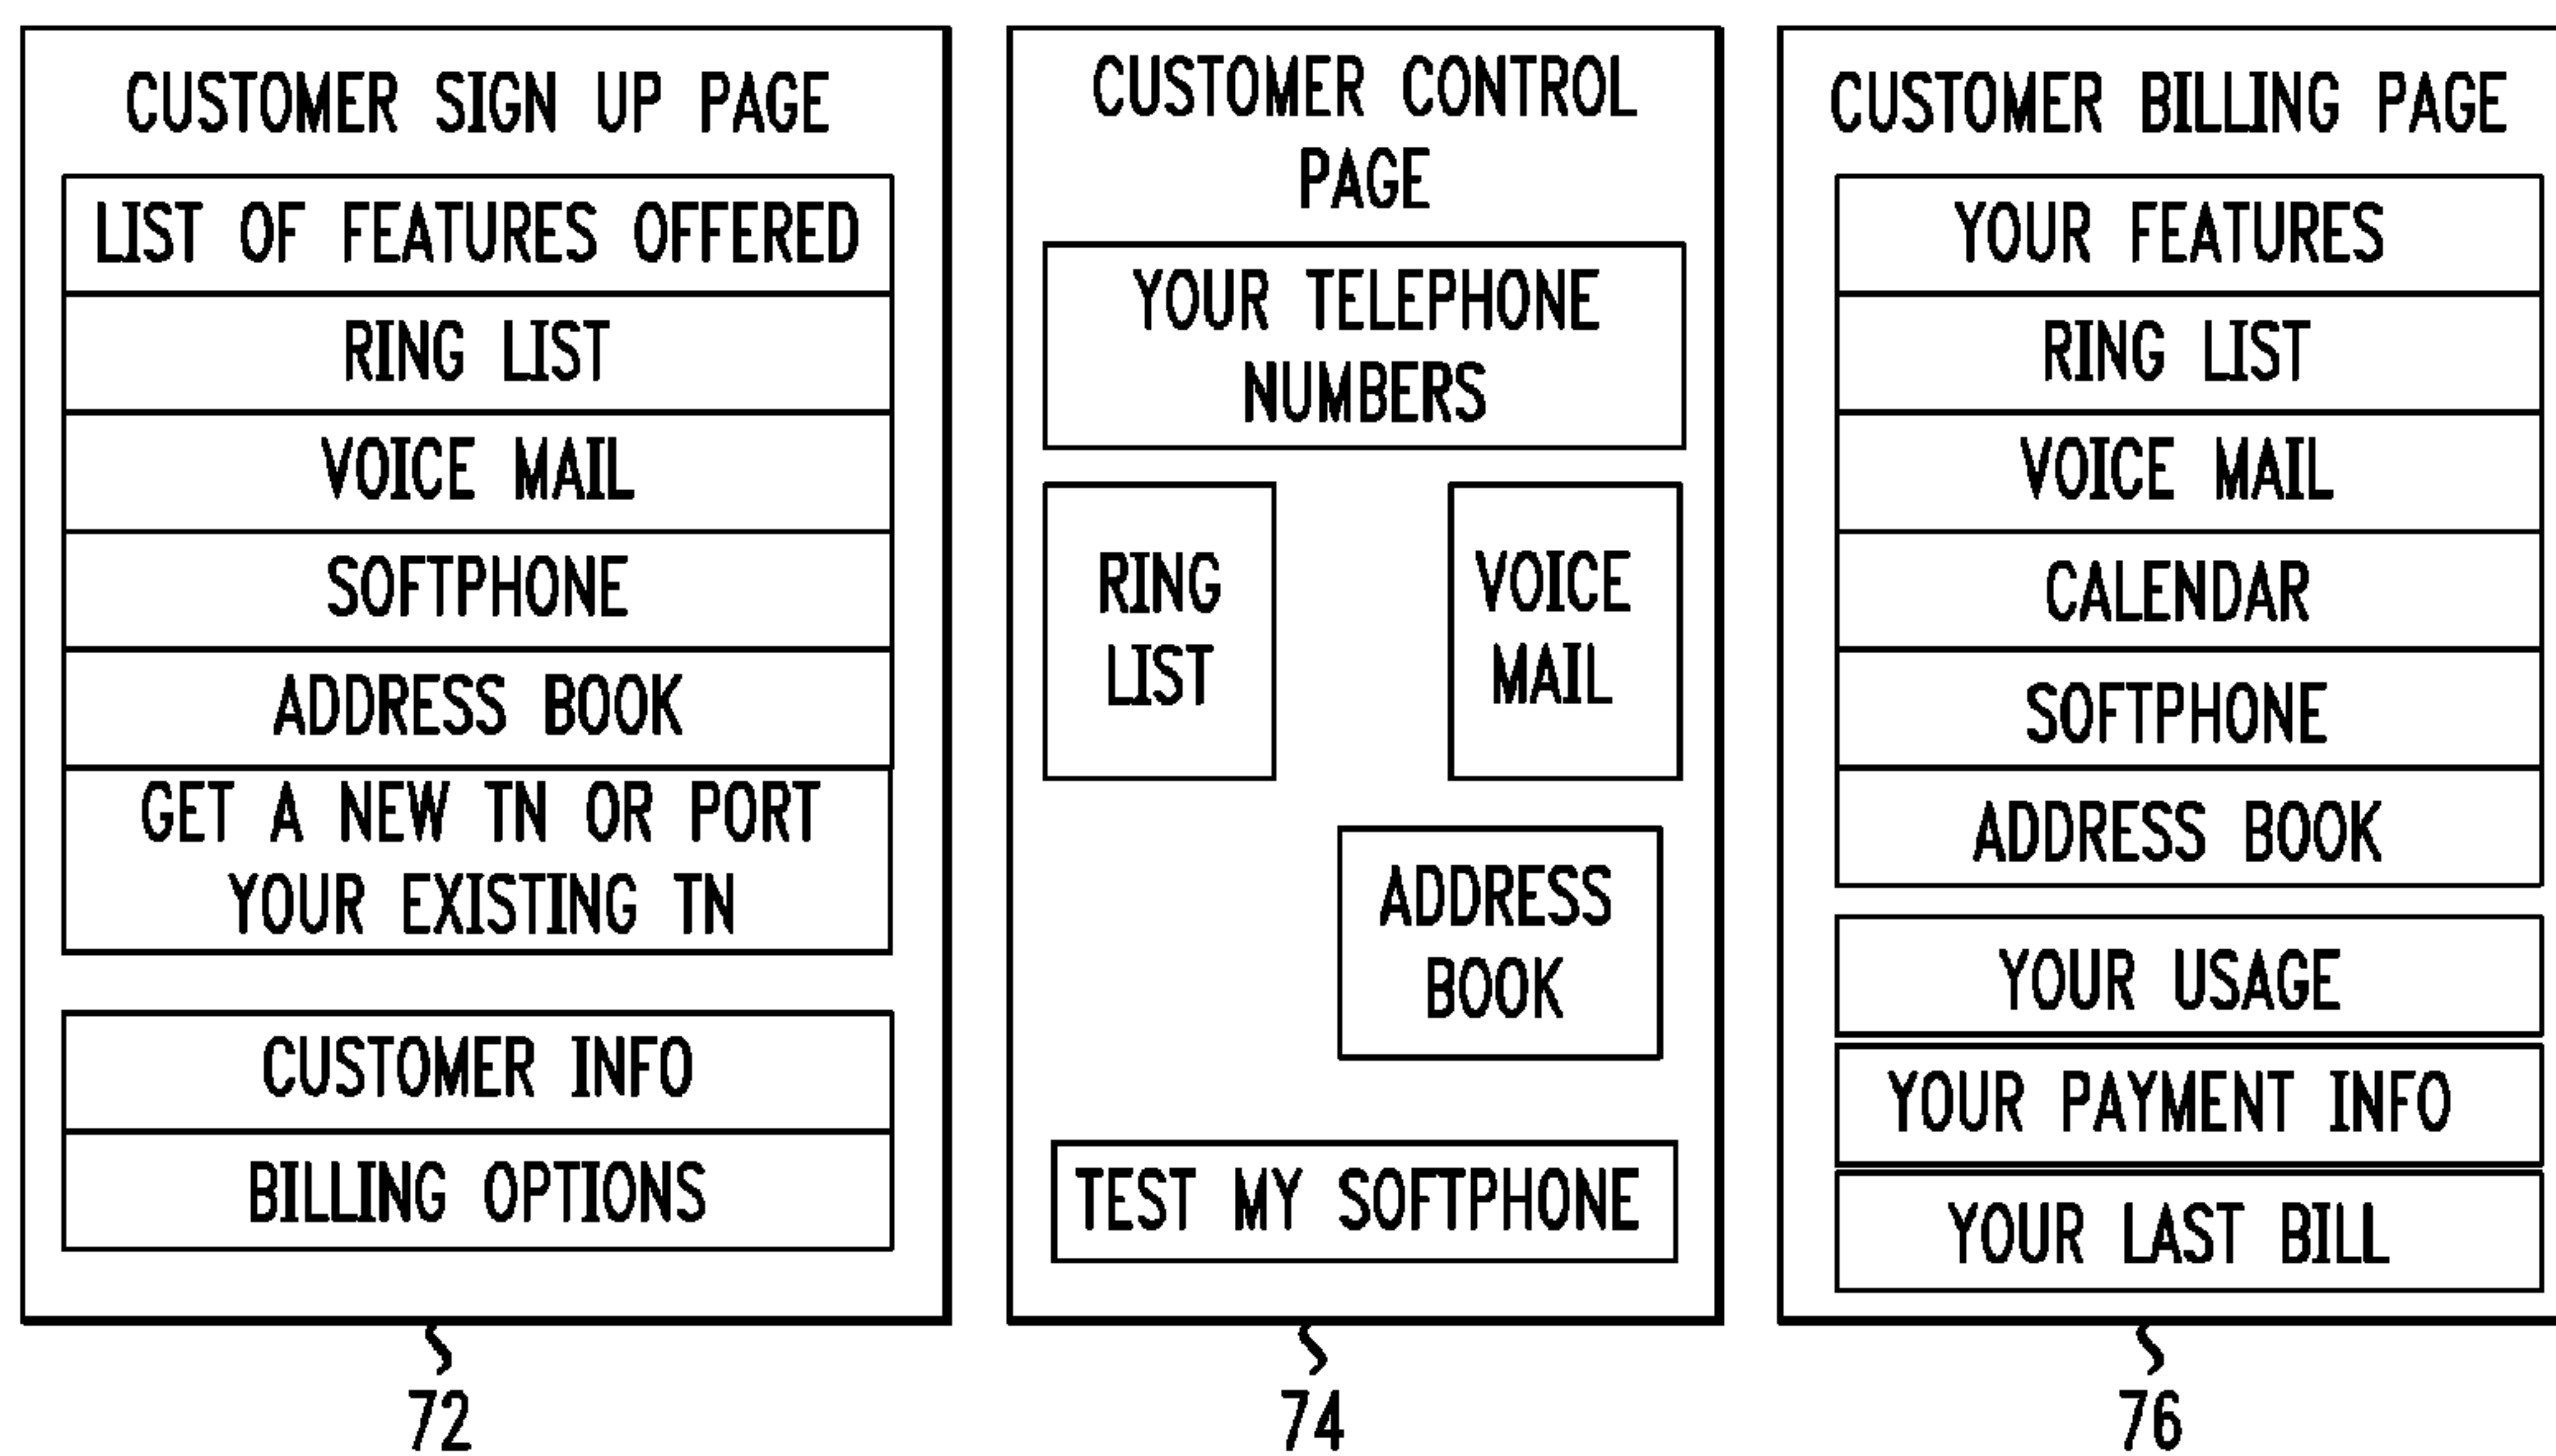 CUSTOMER SIGN UP PAGE
LIST OF FEATURES OFFERED
RING LIST
VOICE MAIL
SOFTPHONE
ADDRESS BOOK
GET A NEW TN OR PORT
YOUR EXISTING TN
CUSTOMER INFO
BILLING OPTIONS
72
CUSTOMER CONTROL
PAGE
YOUR TELEPHONE
NUMBERS
RING
LIST
VOICE
MAIL
ADDRESS
BOOK
TEST MY SOFTPHONE
74
CUSTOMER BILLING PAGE
YOUR FEATURES
RING LIST
VOICE MAIL
CALENDAR
SOFTPHONE
ADDRESS BOOK
YOUR USAGE
YOUR PAYMENT INFO
YOUR LAST BILL
76